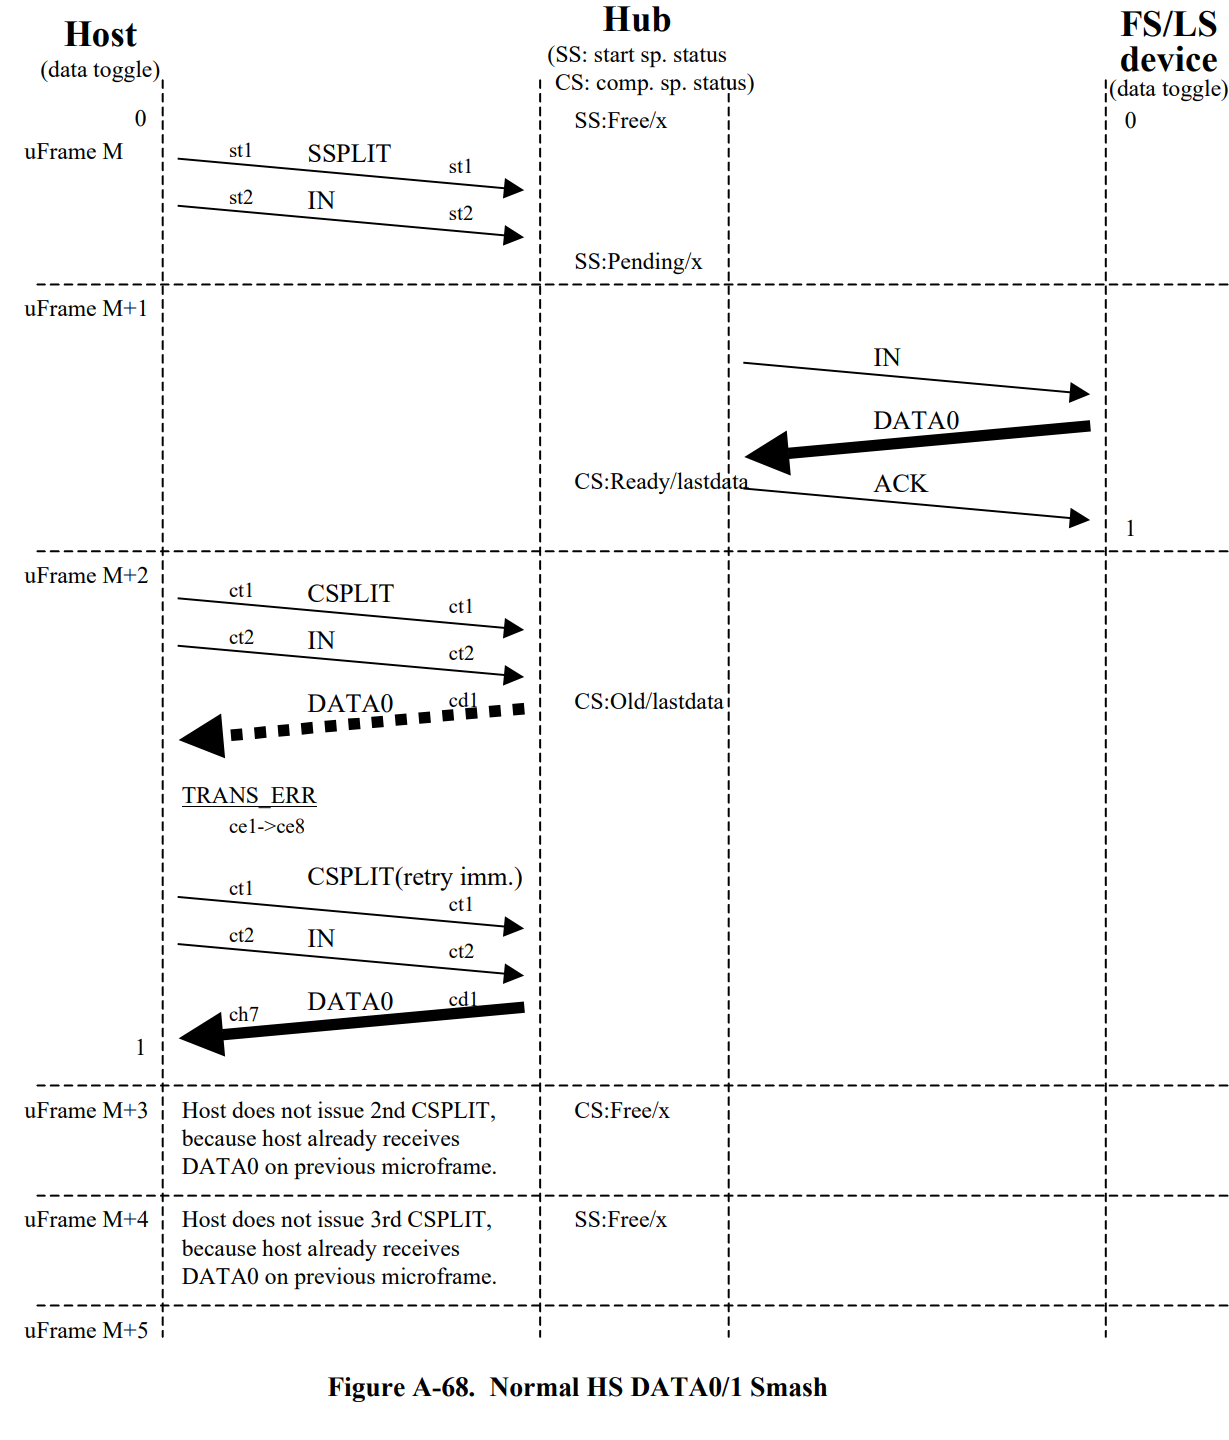 Host
(data toggle)
Hub
(SS: start sp. status
CS: comp. sp. status)
FS/LS
device
(data toggle)
0
SS:Free/x
0
uFrame M
st1
SSPLIT
st1
st2
IN
st2
SS:Pending/x
uFrame M+1
IN
DATA0
CS:Ready/lastdata
ACK
1
uFrame M+2
ct1
CSPLIT
ct1
ct2
IN
ct2
DATA0
cd1
CS:Old/lastdata
TRANS_ERR
ce1->ce8
CSPLIT(retry imm.)
ct1
ct1
ct2
IN
ct2
DATA0
cd1
ch7
1
uFrame M+3
Host does not issue 2nd CSPLIT,
because host already receives
DATA0 on previous microframe.
CS:Free/x
uFrame M+4
Host does not issue 3rd CSPLIT,
because host already receives
DATA0 on previous microframe.
SS:Free/x
uFrame M+5
Figure A-68. Normal HS DATA0/1 Smash